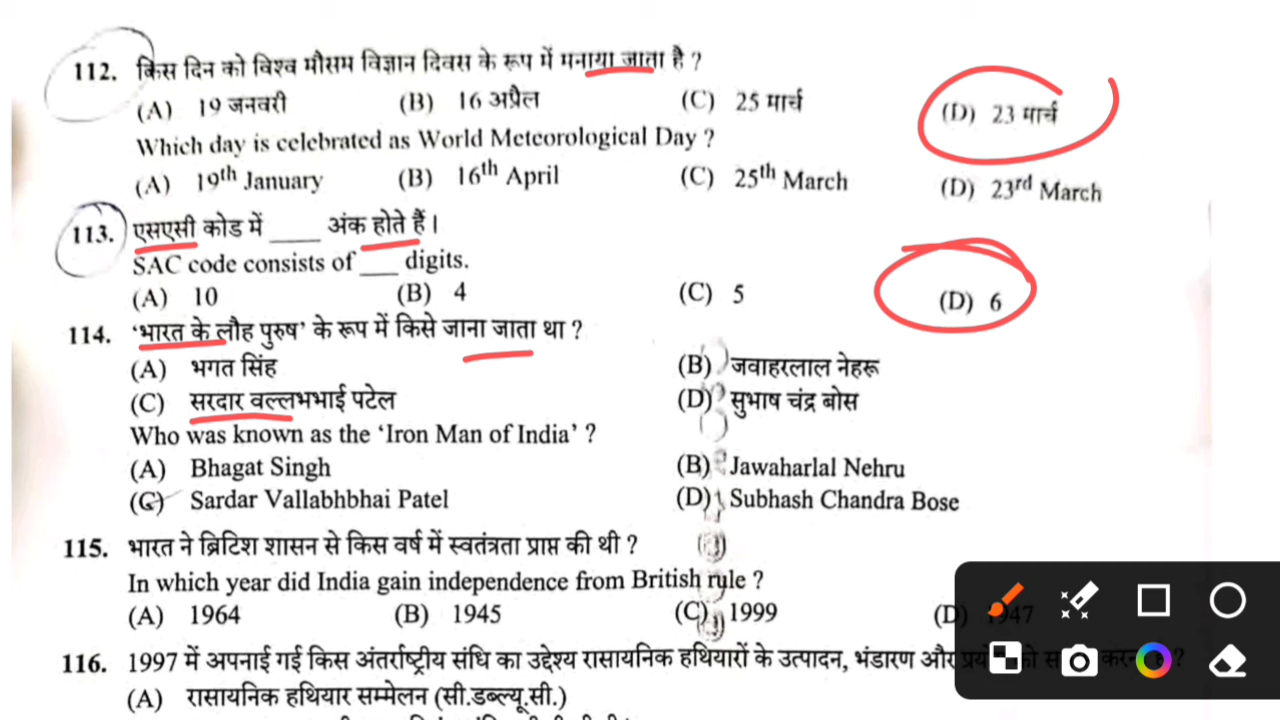 112. किस दिन को विश्व मौसम विज्ञान दिवस के रूप में मनाया जाता है ?
(A) 19 जनवरी (B) 16 अप्रैल (C) 25 मार्च (D) 23 मार्च
Which day is celebrated as World Meteorological Day ?
(A) 19th January (B) 16th April (C) 25th March (D) 23rd March
113. एसएसी कोड में ____ अंक होते हैं।
SAC code consists of ___ digits.
(A) 10 (B) 4 (C) 5 (D) 6
114. ‘भारत के लौह पुरुष’ के रूप में किसे जाना जाता था ?
(A) भगत सिंह (B) जवाहरलाल नेहरू
(C) सरदार वल्लभभाई पटेल (D) सुभाष चंद्र बोस
Who was known as the ‘Iron Man of India’ ?
(A) Bhagat Singh (B) Jawaharlal Nehru
(C) Sardar Vallabhbhai Patel (D) Subhash Chandra Bose
115. भारत ने ब्रिटिश शासन से किस वर्ष में स्वतंत्रता प्राप्त की थी ?
In which year did India gain independence from British rule ?
(A) 1964 (B) 1945 (C) 1999 (D) 1947
116. 1997 में अपनाई गई किस अंतर्राष्ट्रीय संधि का उद्देश्य रासायनिक हथियारों के उत्पादन, भंडारण और ?
(A) रासायनिक हथियार सम्मेलन (सी.डब्ल्यू.सी.)